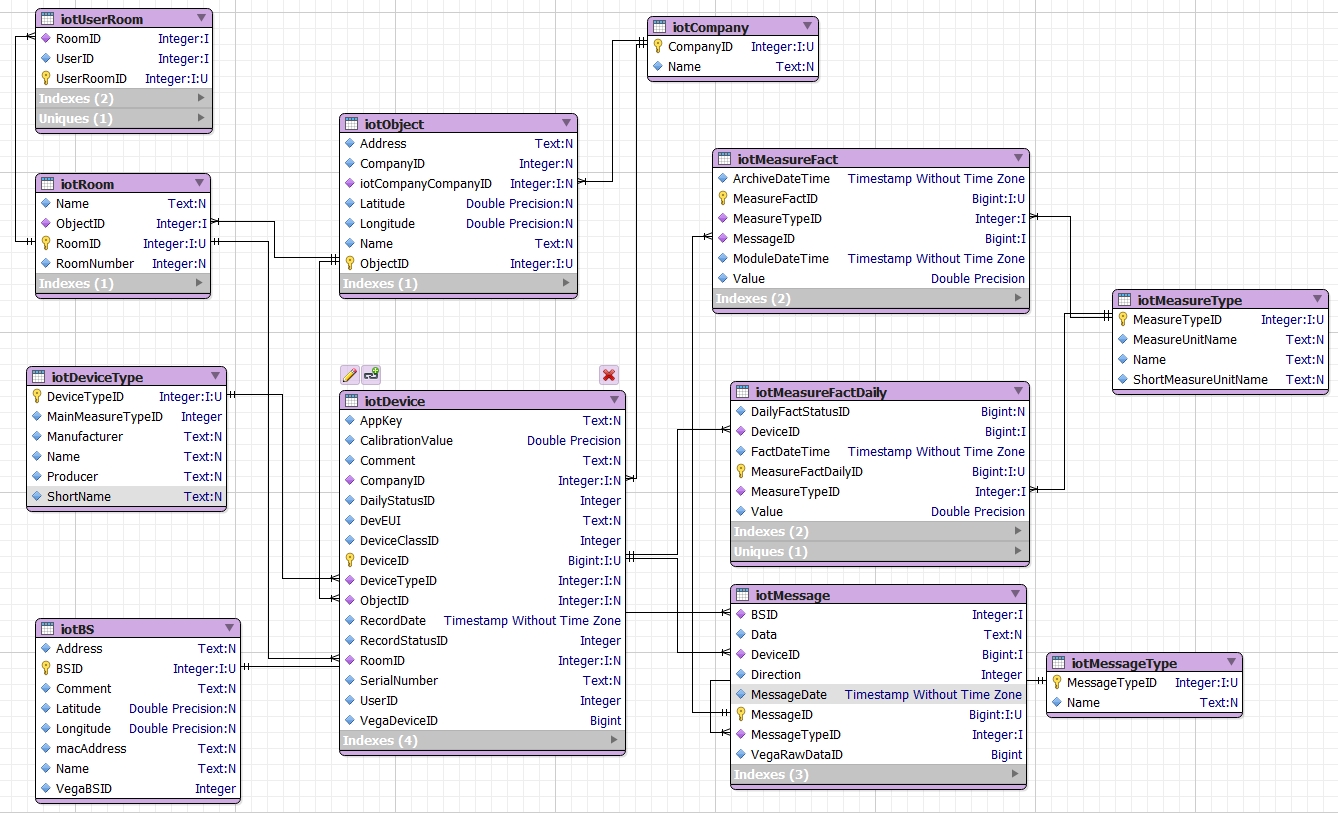 iotUserRoom
RoomID Integer:I
UserID Integer:I
UserRoomID Integer:I:U
Indexes (2)
Uniques (1)
iotCompany
CompanyID Integer:I:U
Name Text:N
iotObject
Address Text:N
CompanyID Integer:N
iotCompanyCompanyID Integer:I:N
Latitude Double Precision:N
Longitude Double Precision:N
Name Text:N
ObjectID Integer:I:U
Indexes (1)
iotRoom
Name Text:N
ObjectID Integer:I
RoomID Integer:I:U
RoomNumber Integer:N
Indexes (1)
iotMeasureFact
ArchiveDateTime Timestamp Without Time Zone
MeasureFactID Bigint:I:U
MeasureTypeID Integer:I
MessageID Bigint:I
ModuleDateTime Timestamp Without Time Zone
Value Double Precision
Indexes (2)
iotMeasureType
MeasureTypeID Integer:I:U
MeasureUnitName Text:N
Name Text:N
ShortMeasureUnitName Text:N
iotDeviceType
DeviceTypeID Integer:I:U
MainMeasureTypeID Integer
Manufacturer Text:N
Name Text:N
Producer Text:N
ShortName Text:N
iotDevice
AppKey Text:N
CalibrationValue Double Precision
Comment Text:N
CompanyID Integer:I:N
DailyStatusID Integer
DevEUI Text:N
DeviceClassID Integer
DeviceID Bigint:I:U
DeviceTypeID Integer:I:N
ObjectID Integer:I:N
RecordDate Timestamp Without Time Zone
RecordStatusID Integer
RoomID Integer:I:N
SerialNumber Text:N
UserID Integer
VegaDeviceID Bigint
Indexes (4)
iotMeasureFactDaily
DailyFactStatusID Bigint:N
DeviceID Bigint:I
FactDateTime Timestamp Without Time Zone
MeasureFactDailyID Bigint:I:U
MeasureTypeID Integer:I
Value Double Precision
Indexes (2)
Uniques (1)
iotBS
Address Text:N
BSID Integer:I:U
Comment Text:N
Latitude Double Precision:N
Longitude Double Precision:N
macAddress Text:N
Name Text:N
VegaBSID Integer
iotMessage
BSID Integer:I
Data Text:N
DeviceID Bigint:I
Direction Integer
MessageDate Timestamp Without Time Zone
MessageID Bigint:I:U
MessageTypeID Integer:I
VegaRawDataID Bigint
Indexes (3)
iotMessageType
MessageTypeID Integer:I:U
Name Text:N